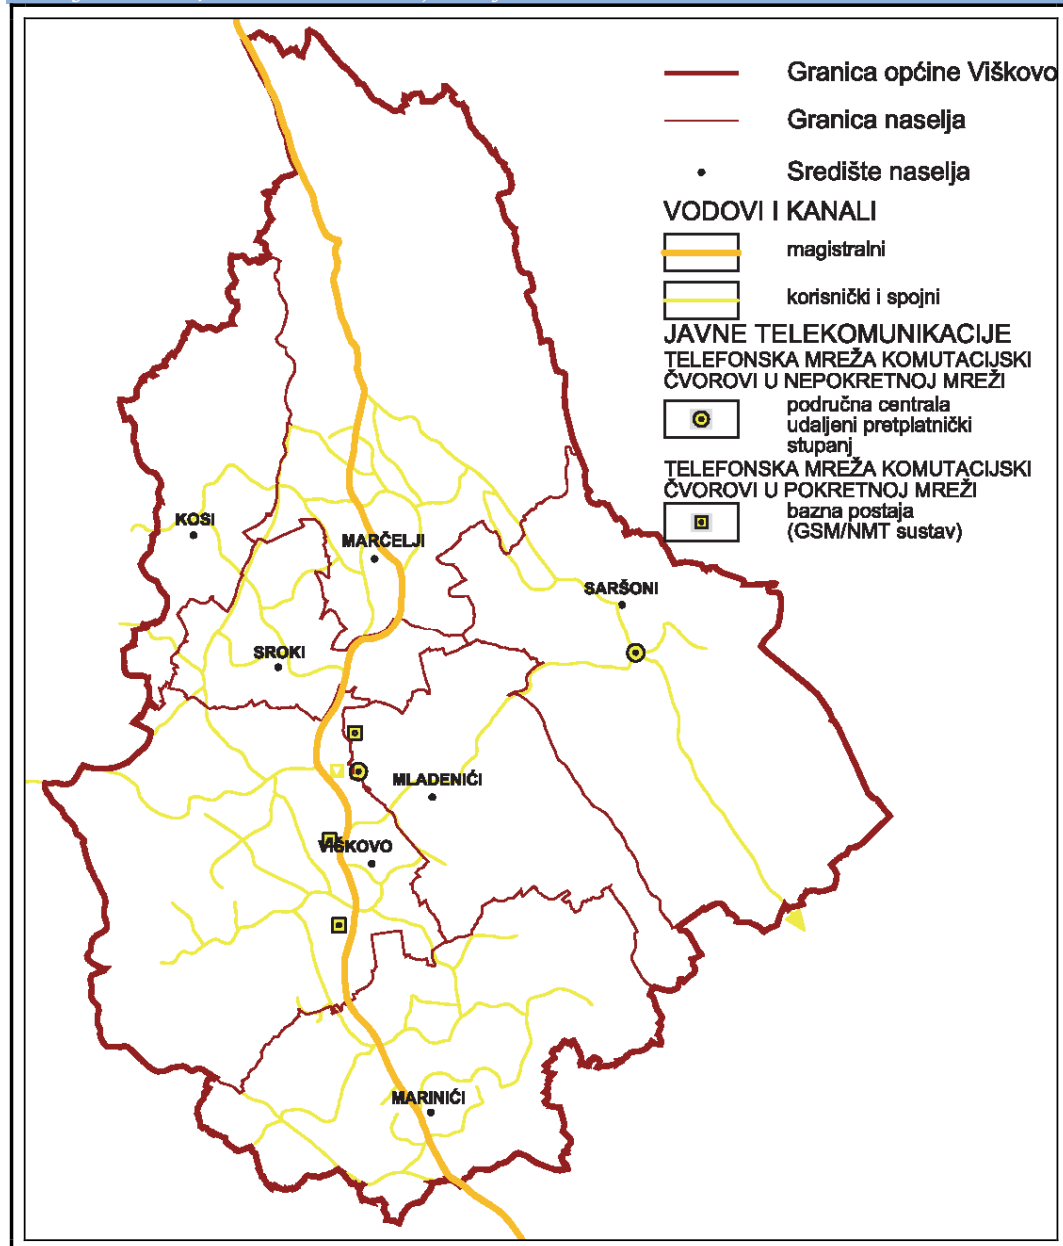 Granica općine Viškovo
Granica naselja
Središte naselja
VODOVI I KANALI
magistralni
korisnički i spojni
JAVNE TELEKOMUNIKACIJE
TELEFONSKA MREŽA KOMUTACIJSKI
ČVOROVI U NEPOKRETNOJ MREŽI
područna centrala
udaljeni pretplatnički
stupanj
TELEFONSKA MREŽA KOMUTACIJSKI
ČVOROVI U POKRETNOJ MREŽI
bazna postaja
(GSM/NMT sustav)
KOSI
MARČELJI
SARŠONI
SROKI
MLADENIĆI
VIŠKOVO
MARINIĆI